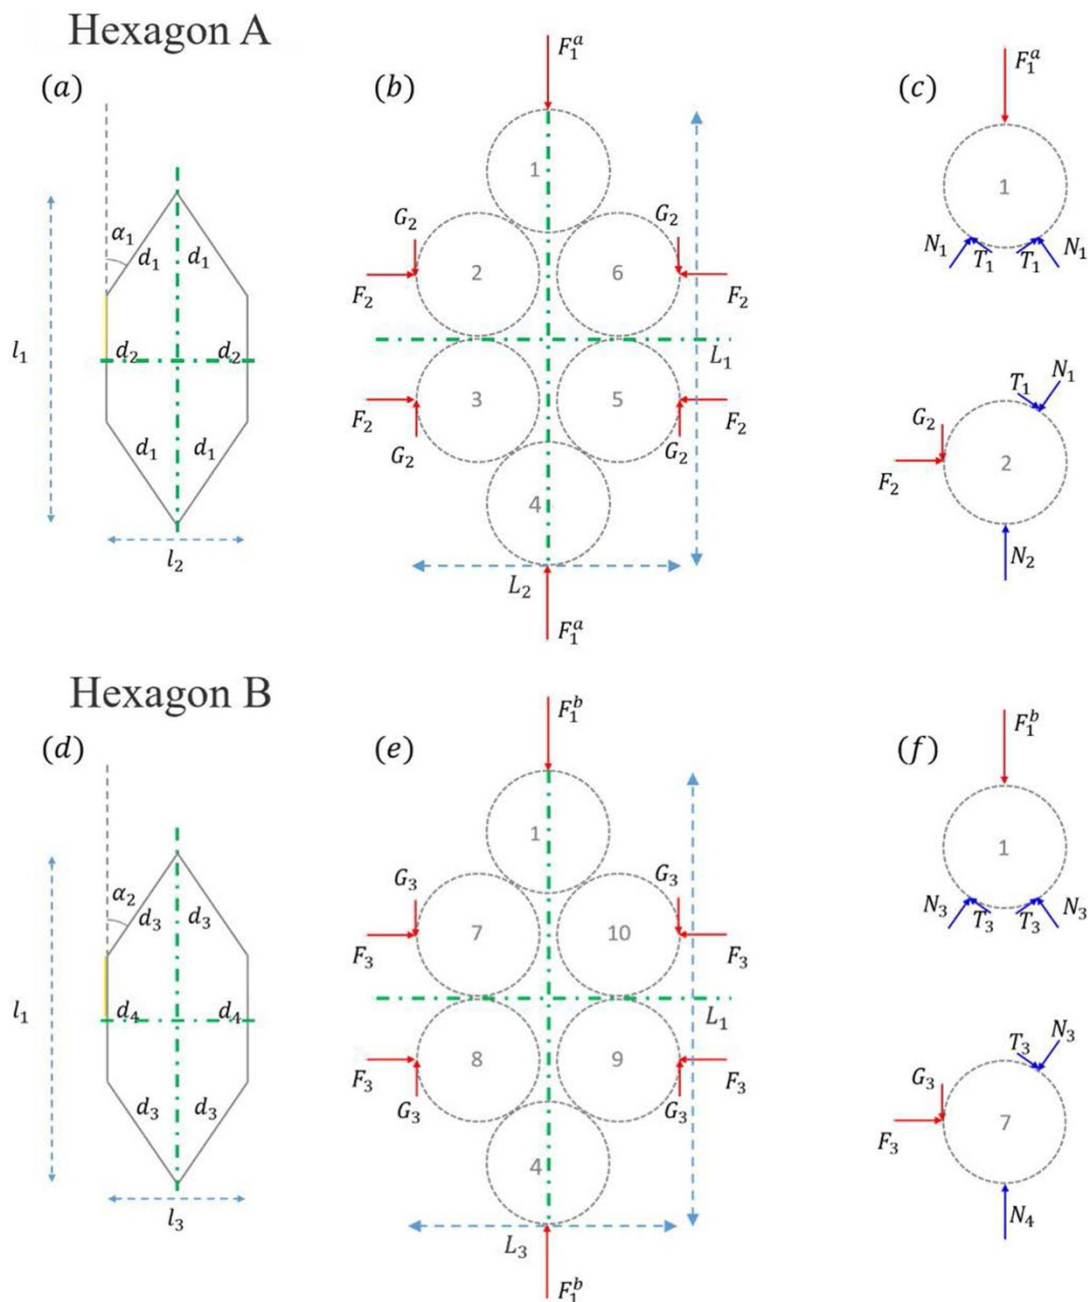 Hexagon A
(a)
α₁
d₁ d₁
l₁
d₂ d₂
d₁ d₁
l₂
(b)
F₁ᵃ
1
G₂ G₂
2 6
F₂ F₂
L₁
3 5
F₂ F₂
G₂ G₂
4
L₂
F₁ᵃ
(c)
F₁ᵃ
1
N₁ T₁ T₁ N₁
T₁ N₁
G₂
2
F₂
N₂
Hexagon B
(d)
α₂
d₃ d₃
l₁
d₄ d₄
d₃ d₃
l₃
(e)
F₁ᵇ
1
G₃ G₃
7 10
F₃ F₃
L₁
8 9
F₃ F₃
G₃ G₃
4
L₃
F₁ᵇ
(f)
F₁ᵇ
1
N₃ T₃ T₃ N₃
T₃ N₃
G₃
7
F₃
N₄